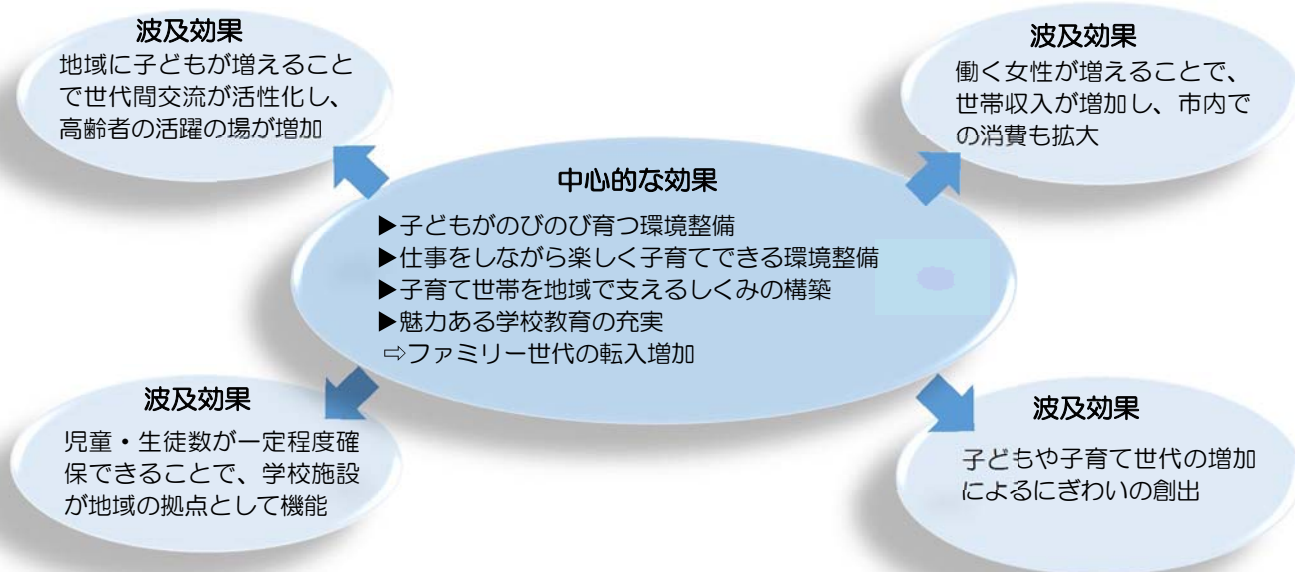 波及効果
地域に子どもが増えること
で世代間交流が活性化し、
高齢者の活躍の場が増加
波及効果
働く女性が増えることで、
世帯収入が増加し、市内で
の消費も拡大
中心的な効果
▶子どもがのびのび育つ環境整備
▶仕事をしながら楽しく子育てできる環境整備
▶子育て世帯を地域で支えるしくみの構築
▶魅力ある学校教育の充実
⇨ファミリー世代の転入増加
波及効果
児童・生徒数が一定程度確
保できることで、学校施設
が地域の拠点として機能
波及効果
子どもや子育て世代の増加
によるにぎわいの創出